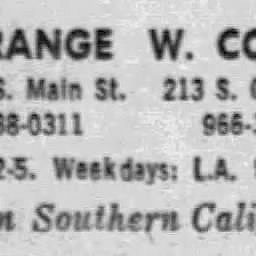 RANGE W. CO
S. Main St. 213 S.
88-0311 966-
2-5. Weekdays: L.A.
n Southern Cali